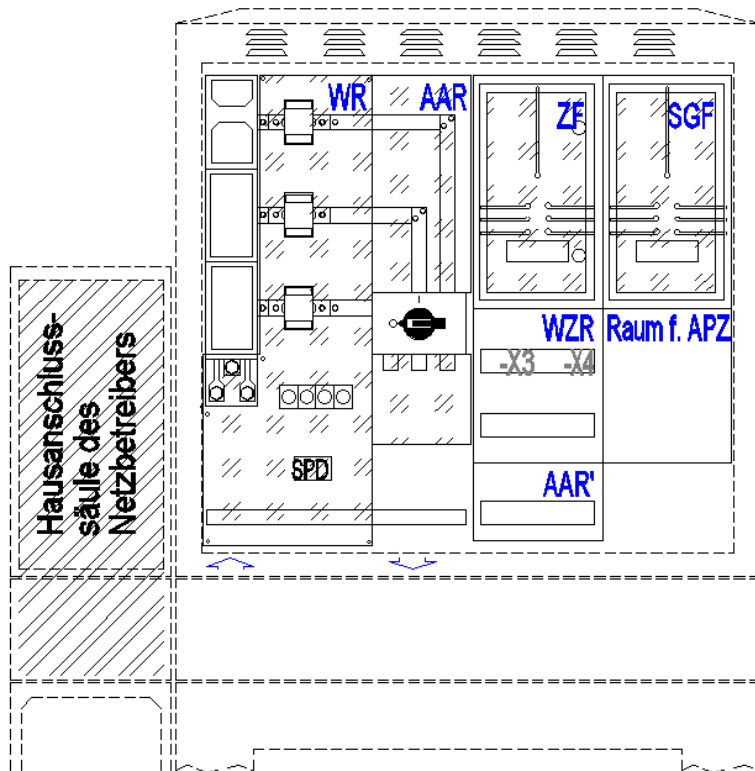 WR
AAR
ZF
SGF
WZR
Raum f. APZ
-X3
-X4
AAR'
SPD
Hausanschluss-
säule des
Netzbetreibers